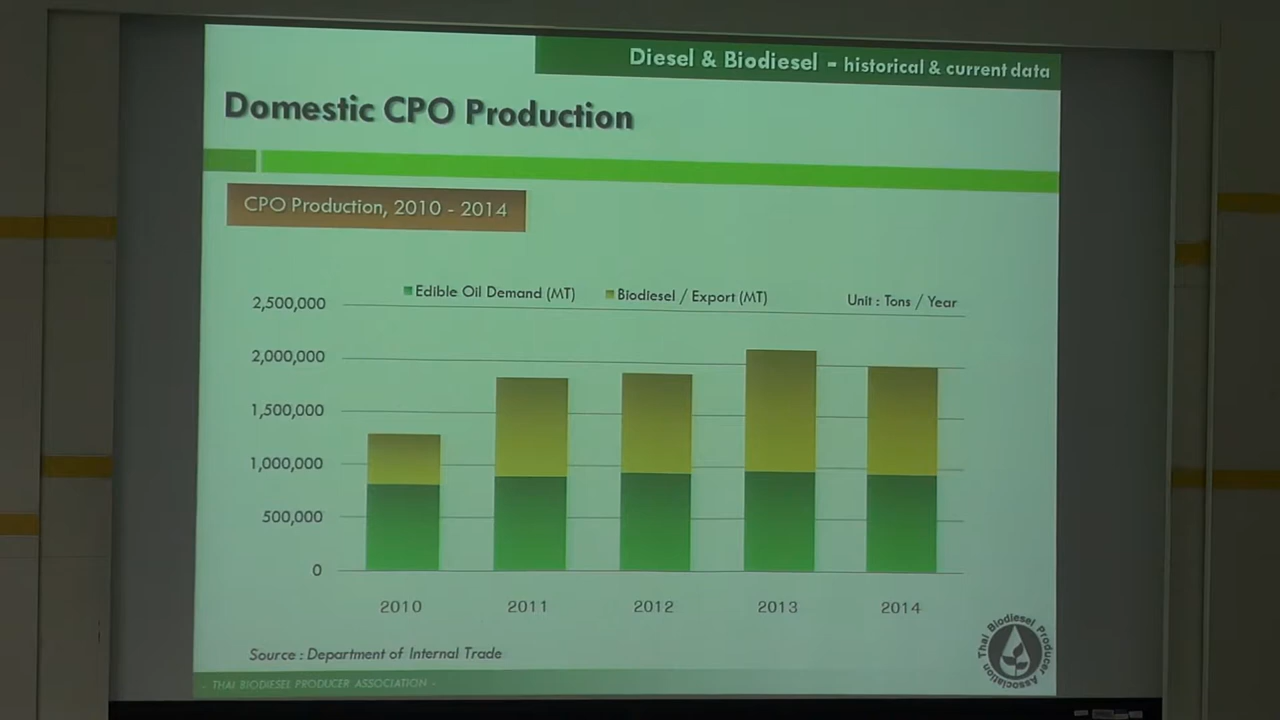 Diesel & Biodiesel - historical & current data
Domestic CPO Production
CPO Production, 2010 - 2014
Edible Oil Demand (MT) Biodiesel / Export (MT) Unit : Tons / Year
2,500,000
2,000,000
1,500,000
1,000,000
500,000
0
2010 2011 2012 2013 2014
Source : Department of Internal Trade
- THAI BIODIESEL PRODUCER ASSOCIATION -
Thai Biodiesel Producer Association